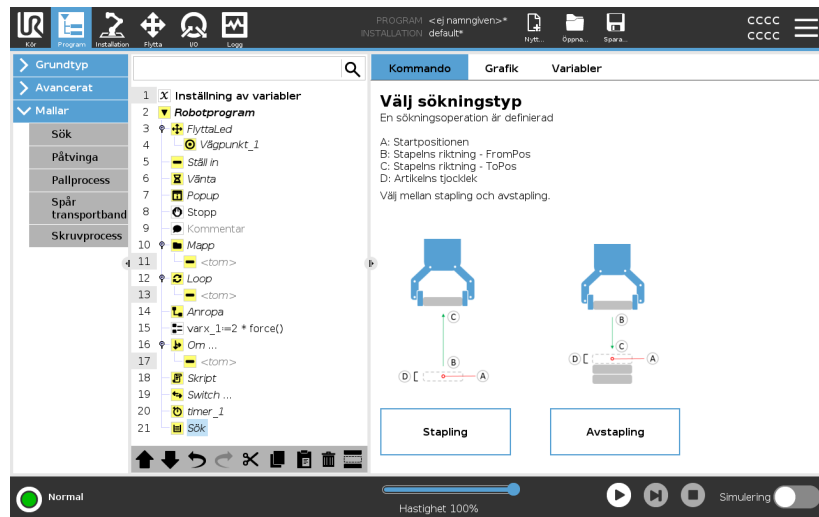 UR
PROGRAM <ej namngiven>*
INSTALLATION default*
cccc
cccc
Kör
Program
Installation
Flytta
I/O
Logg
Nytt...
Öppna...
Spara...
Grundtyp
Avancerat
Mallar
Sök
Påtvinga
Pallprocess
Spår
transportband
Skruvprocess
1 X Inställning av variabler
2 Robotprogram
3 FlyttaLed
4 Vägpunkt_1
5 Ställ in
6 Vänta
7 Popup
8 Stopp
9 Kommentar
10 Mapp
11 <tom>
12 Loop
13 <tom>
14 Anropa
15 varx_1≔2 * force()
16 Om ...
17 <tom>
18 Skript
19 Switch ...
20 timer_1
21 Sök
Kommando
Grafik
Variabler
Välj sökningstyp
En sökningsoperation är definierad
A: Startpositionen
B: Stapelns riktning - FromPos
C: Stapelns riktning - ToPos
D: Artikelns tjocklek
Välj mellan stapling och avstapling.
C
B
D
A
B
C
D
A
Stapling
Avstapling
Normal
Hastighet 100%
Simulering